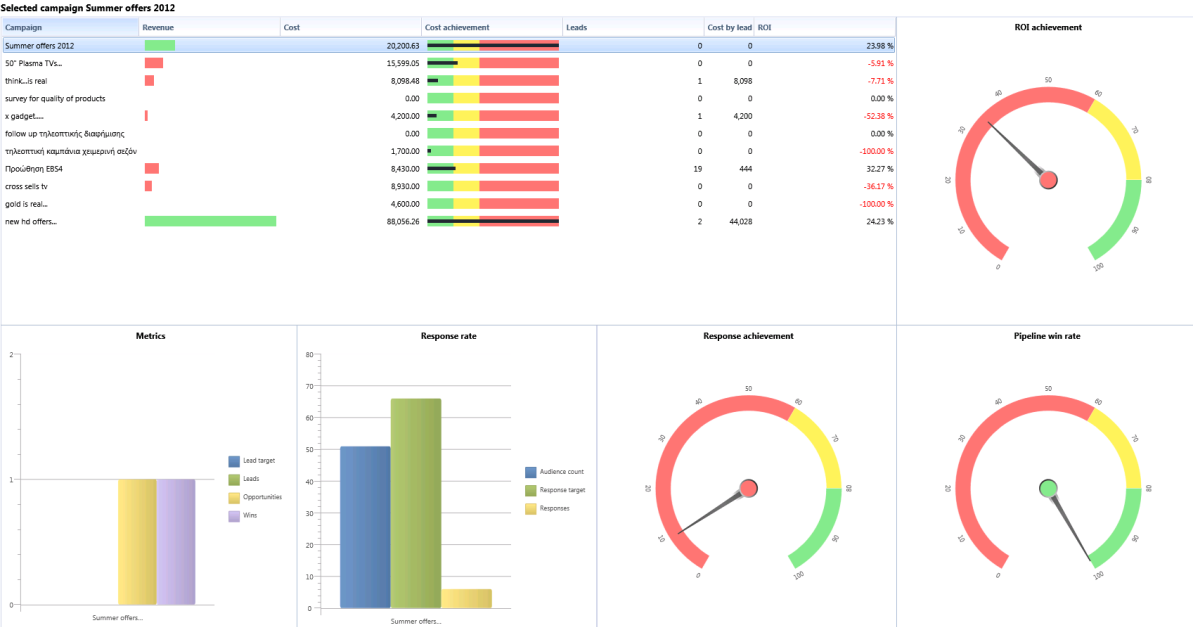 Selected campaign Summer offers 2012
Campaign Revenue Cost Cost achievement Leads Cost by lead ROI
Summer offers 2012 20,200.63 0 0 23.98 %
50" Plasma TVs... 15,599.05 0 0 -5.91 %
think...is real 8,098.48 1 8,098 -7.71 %
survey for quality of products 0.00 0 0 0.00 %
x gadget..... 4,200.00 1 4,200 -52.38 %
follow up τηλεοπτικής διαφήμισης 0.00 0 0 0.00 %
τηλεοπτική καμπάνια χειμερινή σεζόν 1,700.00 0 0 -100.00 %
Προώθηση EBS4 8,430.00 19 444 32.27 %
cross sells tv 8,930.00 0 0 -36.17 %
gold is real... 4,600.00 0 0 -100.00 %
new hd offers... 88,056.26 2 44,028 24.23 %
ROI achievement
0 10 20 30 40 50 60 70 80 90 100
Metrics
2
1
0
Summer offers...
Lead target
Leads
Opportunities
Wins
Response rate
80
70
60
50
40
30
20
10
0
Summer offers...
Audience count
Response target
Responses
Response achievement
0 10 20 30 40 50 60 70 80 90 100
Pipeline win rate
0 10 20 30 40 50 60 70 80 90 100